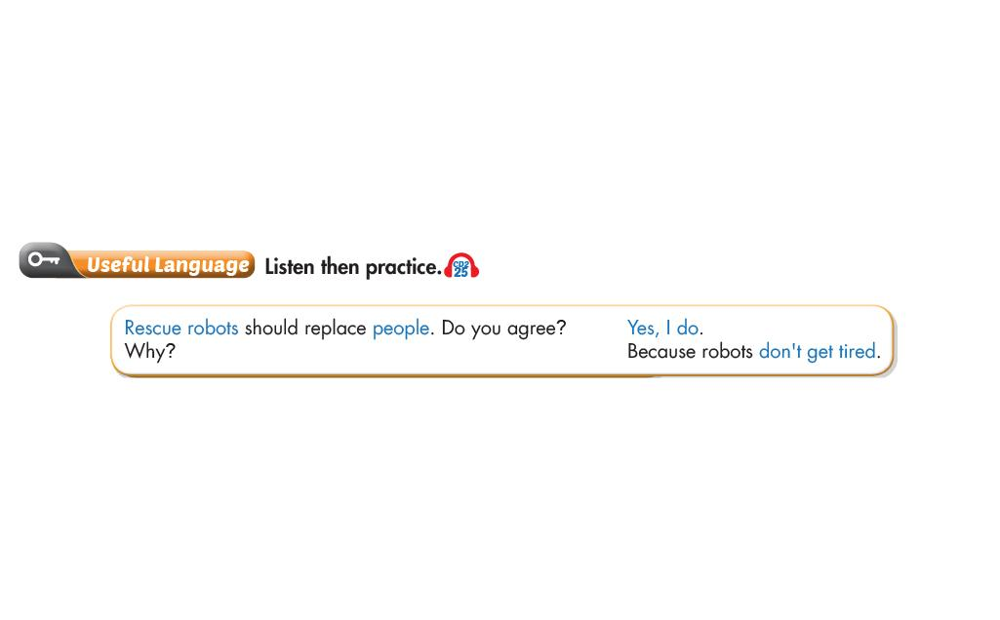 Useful Language Listen then practice. CD2 25
Rescue robots should replace people. Do you agree? Yes, I do.
Why? Because robots don't get tired.